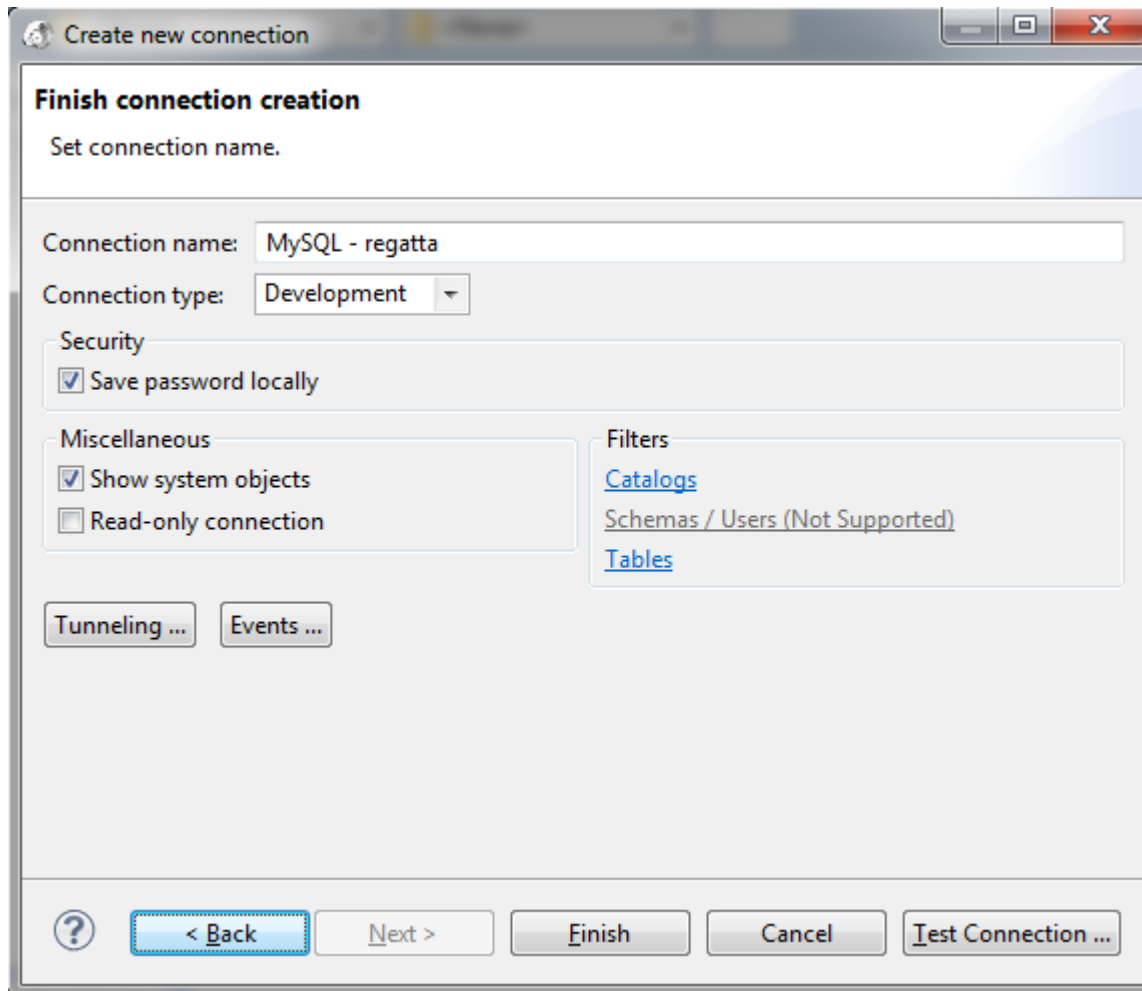 Create new connection
Finish connection creation
Set connection name.
Connection name: MySQL - regatta
Connection type: Development
Security
Save password locally
Miscellaneous
Show system objects
Read-only connection
Filters
Catalogs
Schemas / Users (Not Supported)
Tables
Tunneling ... Events ...
? < Back Next > Finish Cancel Test Connection ...